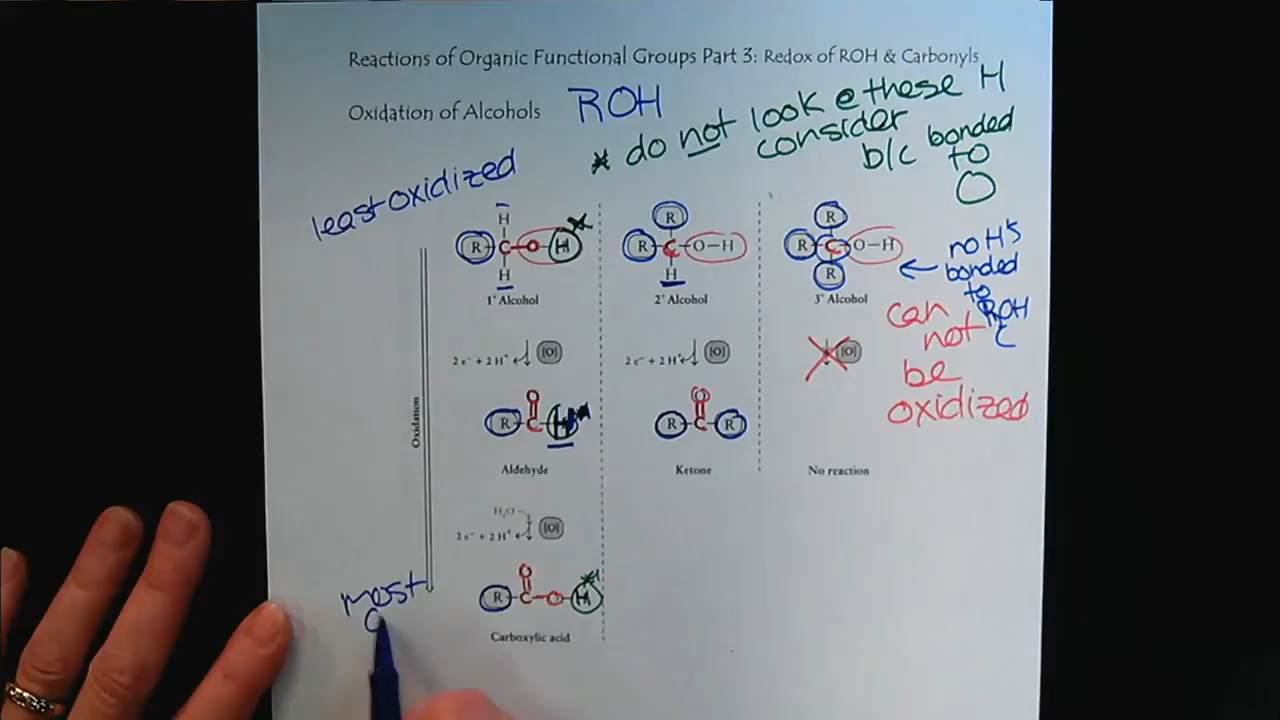 Reactions of Organic Functional Groups Part 3: Redox of ROH & Carbonyls
Oxidation of Alcohols
ROH
* do not look @ these H
consider
b/c bonded
to
O
least oxidized
H
R C O H *
H
1° Alcohol
R
R C O-H
H
2° Alcohol
R
R C O-H
R
3° Alcohol
← no H's
bonded
to
ROH
C
can
not
be
oxidized
2 e⁻ + 2 H⁺ [O]
2 e⁻ + 2 H⁺ [O]
[O]
Oxidation
O
R C H
Aldehyde
O
R C R
Ketone
No reaction
H₂O
[O]
2 e⁻ + 2 H⁺
most
O
R C O H
Carboxylic acid